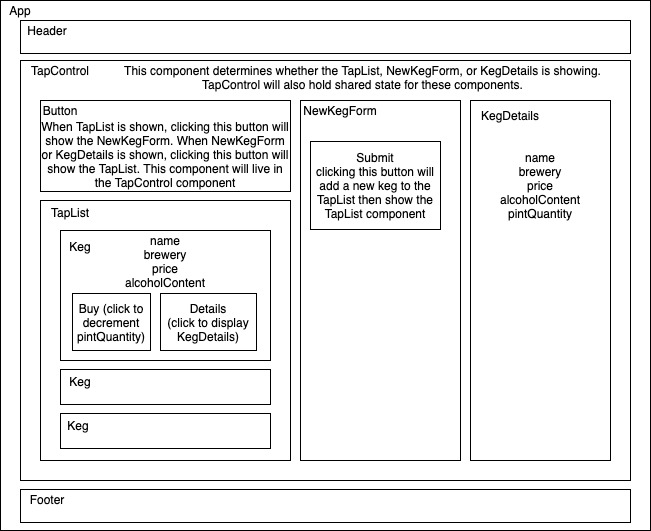 App
Header
TapControl
This component determines whether the TapList, NewKegForm, or KegDetails is showing.
TapControl will also hold shared state for these components.
Button
When TapList is shown, clicking this button will
show the NewKegForm. When NewKegForm
or KegDetails is shown, clicking this button will
show the TapList. This component will live in
the TapControl component
TapList
Keg
name
brewery
price
alcoholContent
Buy (click to
decrement
pintQuantity)
Details
(click to display
KegDetails)
Keg
Keg
NewKegForm
Submit
clicking this button will
add a new keg to the
TapList then show the
TapList component
KegDetails
name
brewery
price
alcoholContent
pintQuantity
Footer